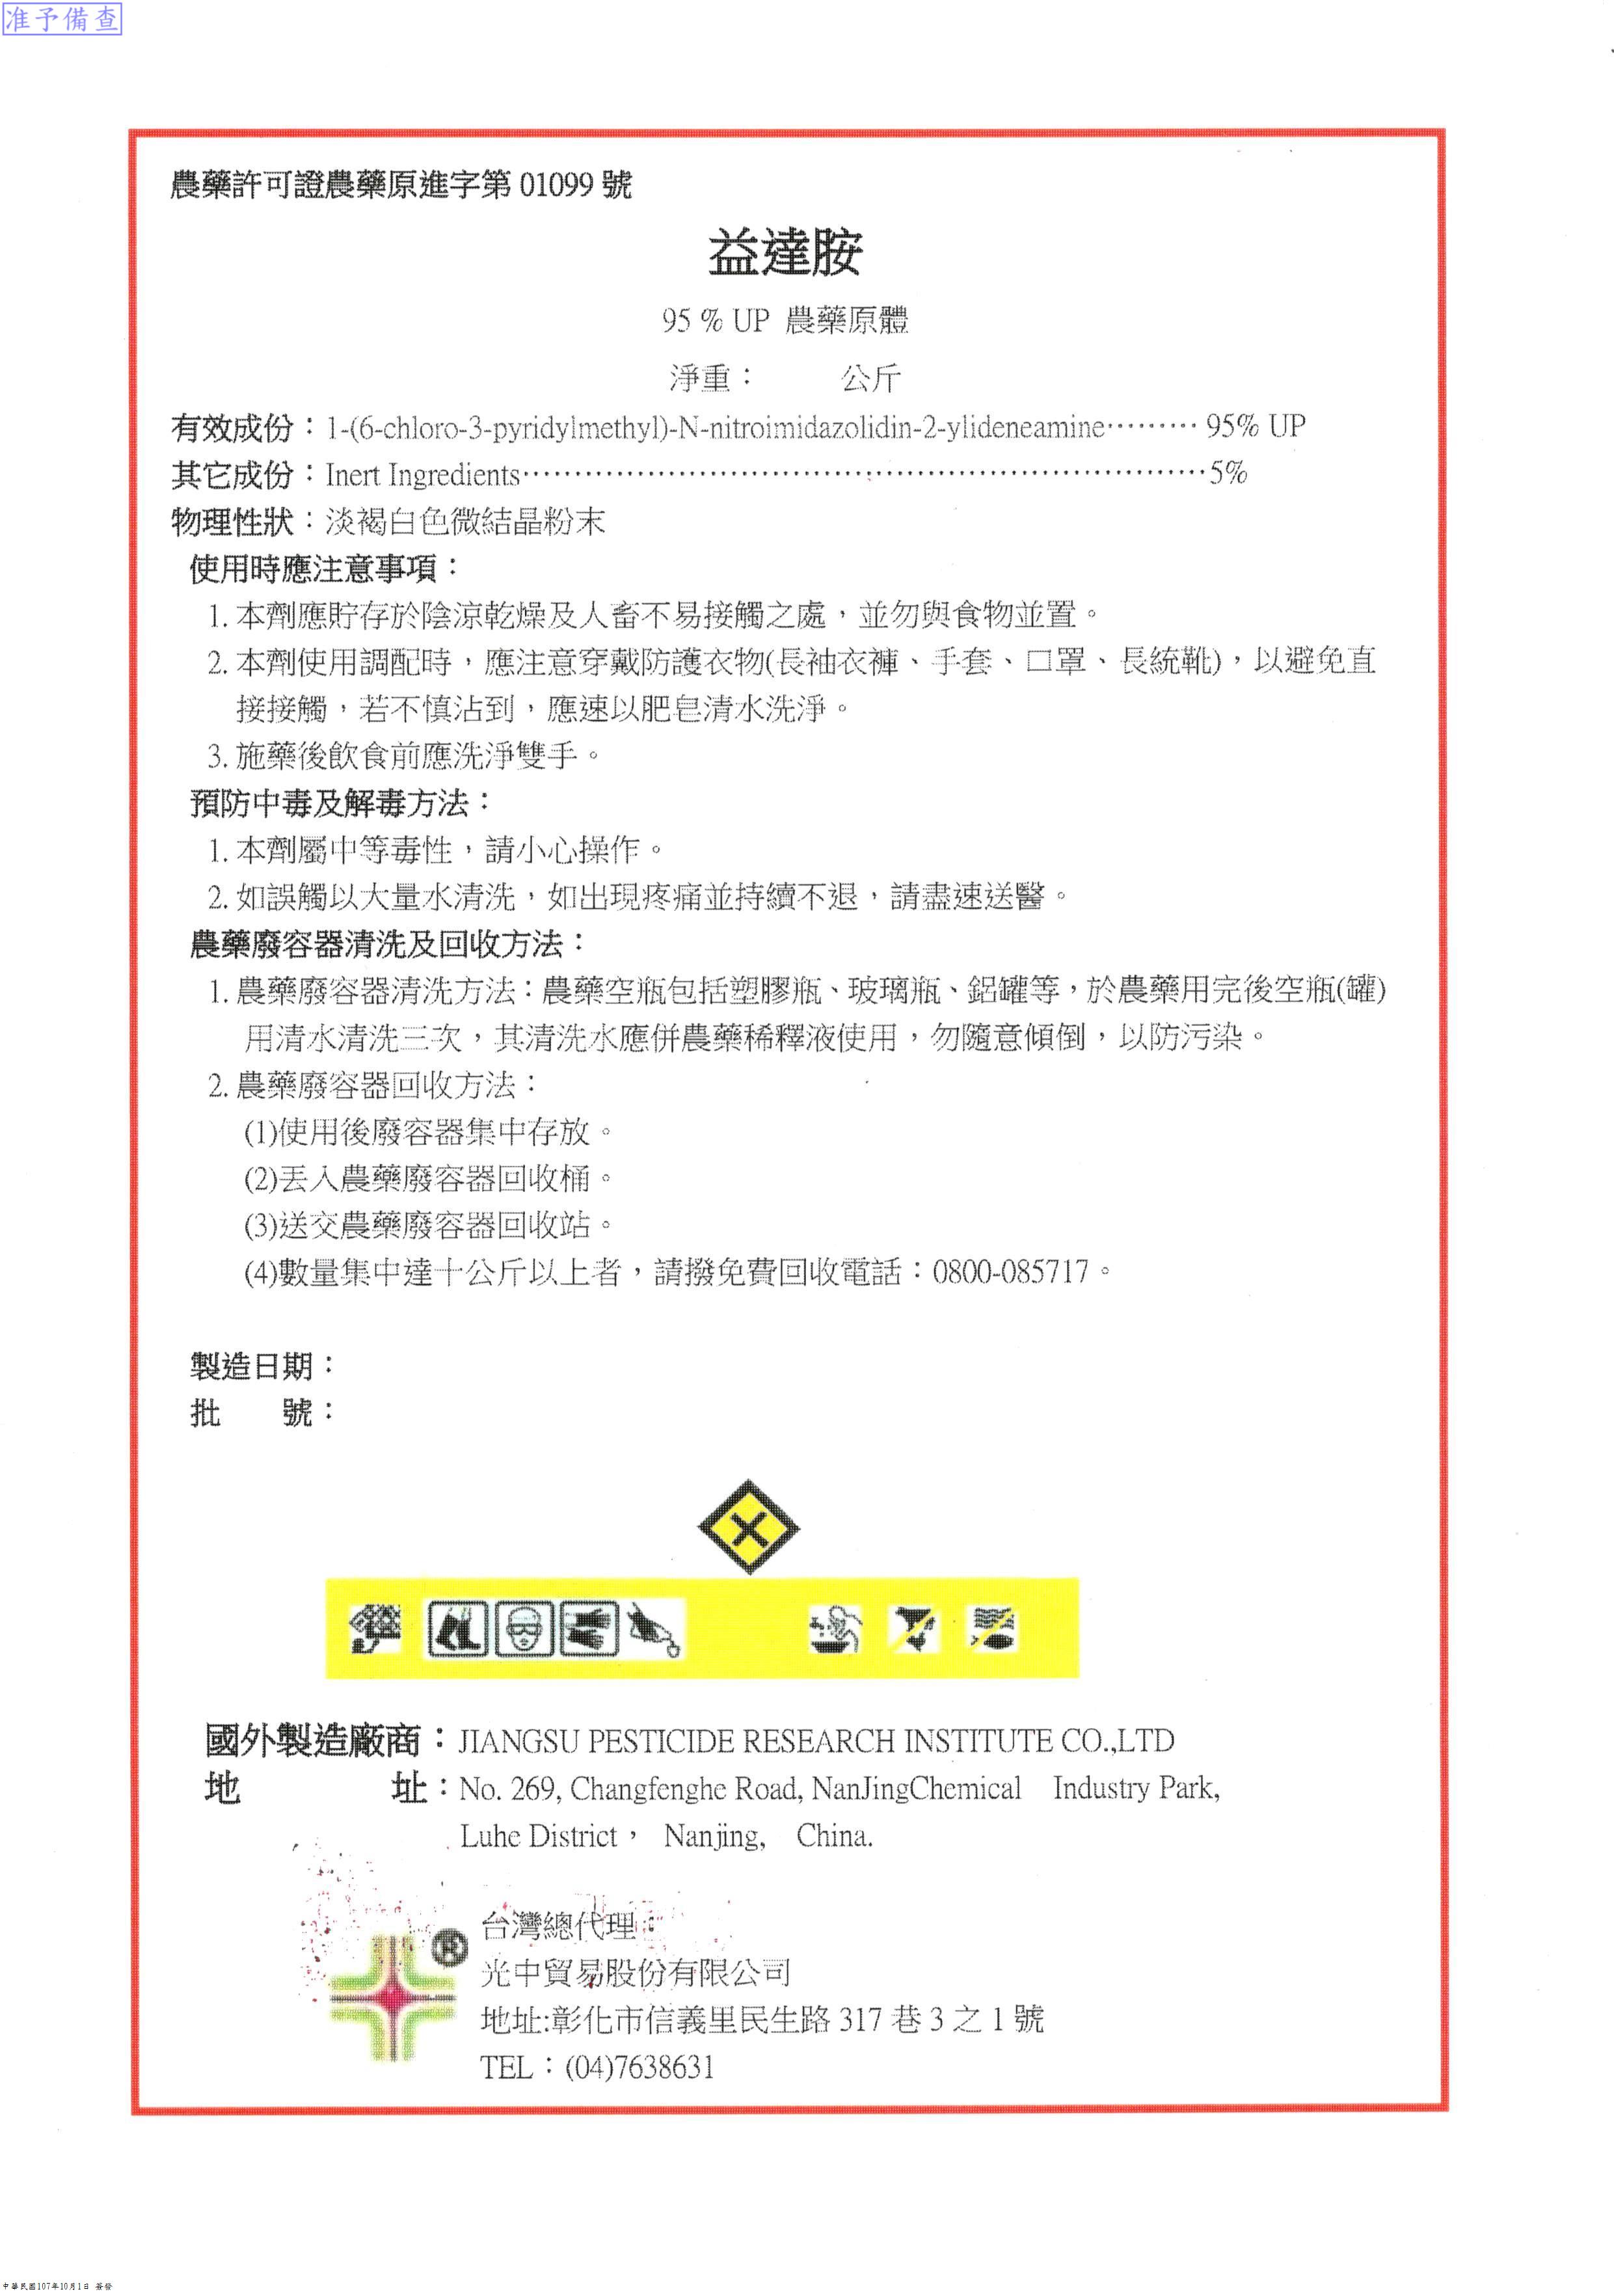 准予備查
農藥許可證農藥原進字第 01099 號
益達胺
95 % UP 農藥原體
淨重： 公斤
有效成份：1-(6-chloro-3-pyridylmethyl)-N-nitroimidazolidin-2-ylideneamine……… 95% UP
其它成份：Inert Ingredients……………………………………………………………5%
物理性狀：淡褐白色微結晶粉末
使用時應注意事項：
1. 本劑應貯存於陰涼乾燥及人畜不易接觸之處，並勿與食物並置。
2. 本劑使用調配時，應注意穿戴防護衣物(長袖衣褲、手套、口罩、長統靴)，以避免直
接接觸，若不慎沾到，應速以肥皂清水洗淨。
3. 施藥後飲食前應洗淨雙手。
預防中毒及解毒方法：
1. 本劑屬中等毒性，請小心操作。
2. 如誤觸以大量水清洗，如出現疼痛並持續不退，請盡速送醫。
農藥廢容器清洗及回收方法：
1. 農藥廢容器清洗方法：農藥空瓶包括塑膠瓶、玻璃瓶、鋁罐等，於農藥用完後空瓶(罐)
用清水清洗三次，其清洗水應併農藥稀釋液使用，勿隨意傾倒，以防污染。
2. 農藥廢容器回收方法：
(1)使用後廢容器集中存放。
(2)丟入農藥廢容器回收桶。
(3)送交農藥廢容器回收站。
(4)數量集中達十公斤以上者，請撥免費回收電話：0800-085717。
製造日期：
批 號：
國外製造廠商：JIANGSU PESTICIDE RESEARCH INSTITUTE CO.,LTD
地 址：No. 269, Changfenghe Road, NanJingChemical Industry Park,
Luhe District， Nanjing, China.
®
台灣總代理：
光中貿易股份有限公司
地址:彰化市信義里民生路 317 巷 3 之 1 號
TEL：(04)7638631
中華民國107年10月1日 簽發